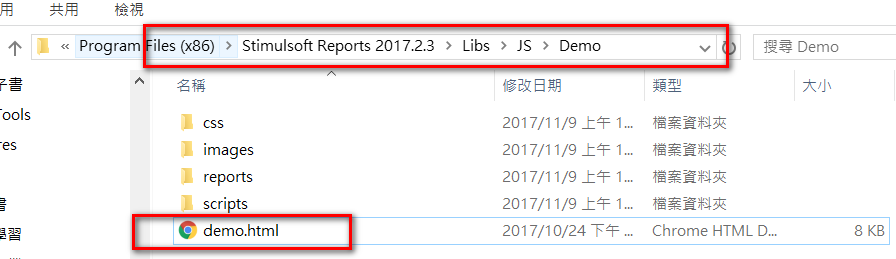 用 共用 檢視
« Program Files (x86) > Stimulsoft Reports 2017.2.3 > Libs > JS > Demo 搜尋 Demo
子書 名稱 修改日期 類型 大小
Tools css 2017/11/9 上午 1... 檔案資料夾
res images 2017/11/9 上午 1... 檔案資料夾
reports 2017/11/9 上午 1... 檔案資料夾
書 scripts 2017/11/9 上午 1... 檔案資料夾
學習 demo.html 2017/10/24 下午 ... Chrome HTML D... 8 KB